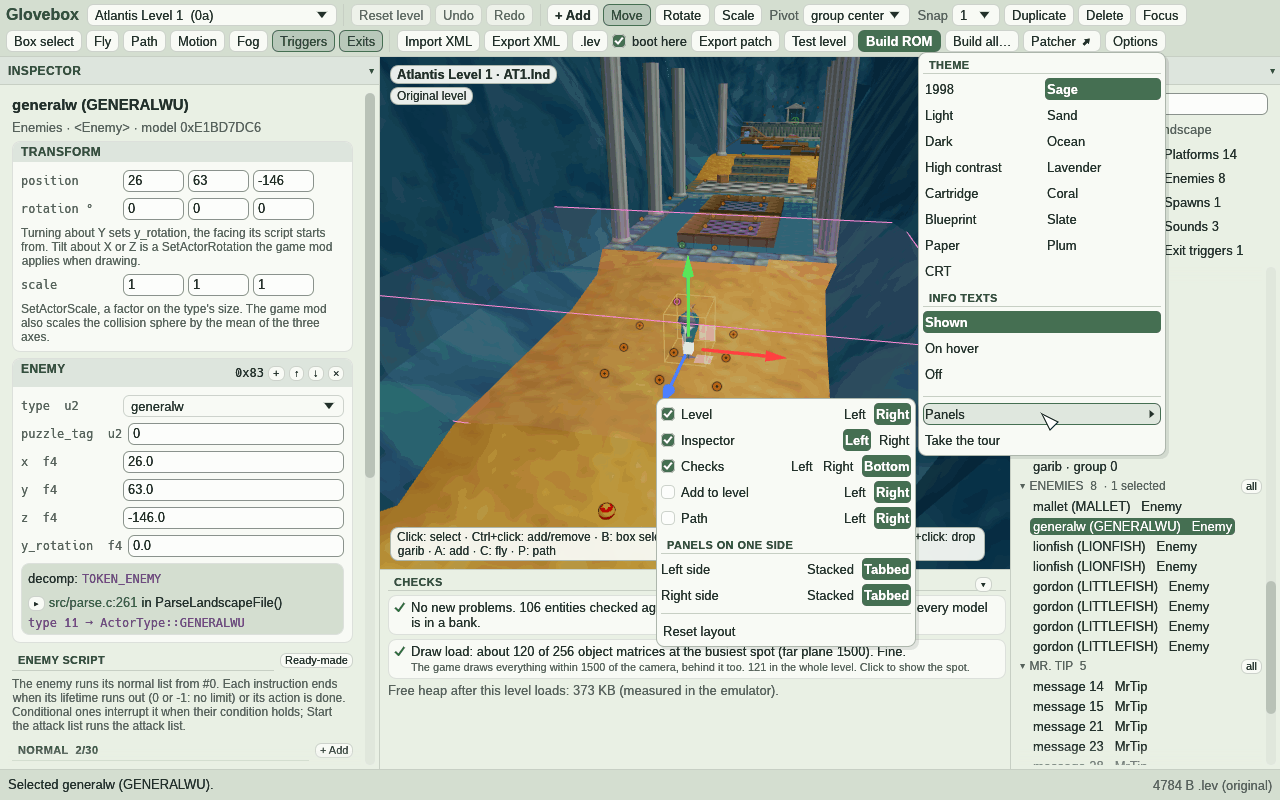 Glovebox
Atlantis Level 1 (0a)
Reset level
Undo
Redo
+ Add
Move
Rotate
Scale
Pivot
group center
Snap
1
Duplicate
Delete
Focus
Box select
Fly
Path
Motion
Fog
Triggers
Exits
Import XML
Export XML
.lev
boot here
Export patch
Test level
Build ROM
Build all…
Patcher
Options
INSPECTOR
generalw (GENERALWU)
Enemies · <Enemy> · model 0xE1BD7DC6
TRANSFORM
position 26 63 -146
rotation ° 0 0 0
Turning about Y sets y_rotation, the facing its script starts
from. Tilt about X or Z is a SetActorRotation the game mod
applies when drawing.
scale 1 1 1
SetActorScale, a factor on the type's size. The game mod
also scales the collision sphere by the mean of the three
axes.
ENEMY 0x83 + ↑ ↓ ×
type u2 generalw
puzzle_tag u2 0
x f4 26.0
y f4 63.0
z f4 -146.0
y_rotation f4 0.0
decomp: TOKEN_ENEMY
src/parse.c:261 in ParseLandscapeFile()
type 11 → ActorType::GENERALWU
ENEMY SCRIPT
Ready-made
The enemy runs its normal list from #0. Each instruction ends
when its lifetime runs out (0 or -1: no limit) or its action is done.
Conditional ones interrupt it when their condition holds; Start
the attack list runs the attack list.
NORMAL 2/30
+ Add
Atlantis Level 1 · AT1.lnd
Original level
Click: select · Ctrl+click: add/remove · B: box
+click: drop
garib · A: add · C: fly · P: path
THEME
1998
Sage
Light
Sand
Dark
Ocean
High contrast
Lavender
Cartridge
Coral
Blueprint
Slate
Paper
Plum
CRT
INFO TEXTS
Shown
On hover
Off
Panels
Take the tour
Level Left Right
Inspector Left Right
Checks Left Right Bottom
Add to level Left Right
Path Left Right
PANELS ON ONE SIDE
Left side Stacked Tabbed
Right side Stacked Tabbed
Reset layout
CHECKS
No new problems. 106 entities checked
every model
is in a bank.
Draw load: about 120 of 256 object matrices at the busiest spot (far plane 1500). Fine.
The game draws everything within 1500 of the camera, behind it too. 121 in the whole level. Click to show the spot.
Free heap after this level loads: 373 KB (measured in the emulator).
Platforms 14
Enemies 8
Spawns 1
Sounds 3
Exit triggers 1
garib · group 0
ENEMIES 8 · 1 selected
all
mallet (MALLET) Enemy
generalw (GENERALWU) Enemy
lionfish (LIONFISH) Enemy
lionfish (LIONFISH) Enemy
gordon (LITTLEFISH) Enemy
gordon (LITTLEFISH) Enemy
gordon (LITTLEFISH) Enemy
gordon (LITTLEFISH) Enemy
MR. TIP 5
all
message 14 MrTip
message 15 MrTip
message 21 MrTip
message 23 MrTip
Selected generalw (GENERALWU).
4784 B .lev (original)